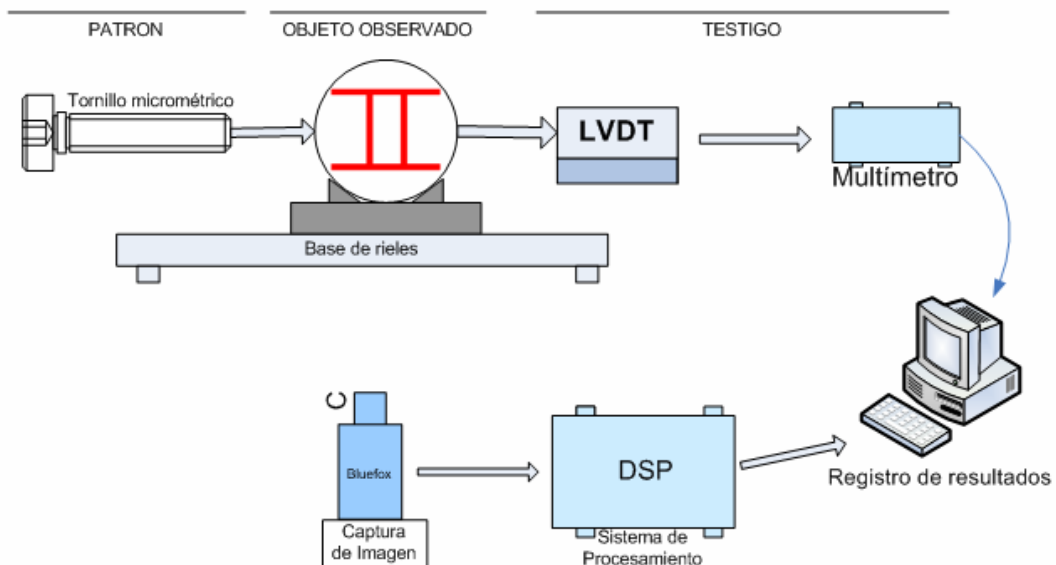 PATRON
OBJETO OBSERVADO
TESTIGO
Tornillo micrométrico
LVDT
Multímetro
Base de rieles
C
Bluefox
DSP
Captura
de Imagen
Sistema de
Procesamiento
Registro de resultados